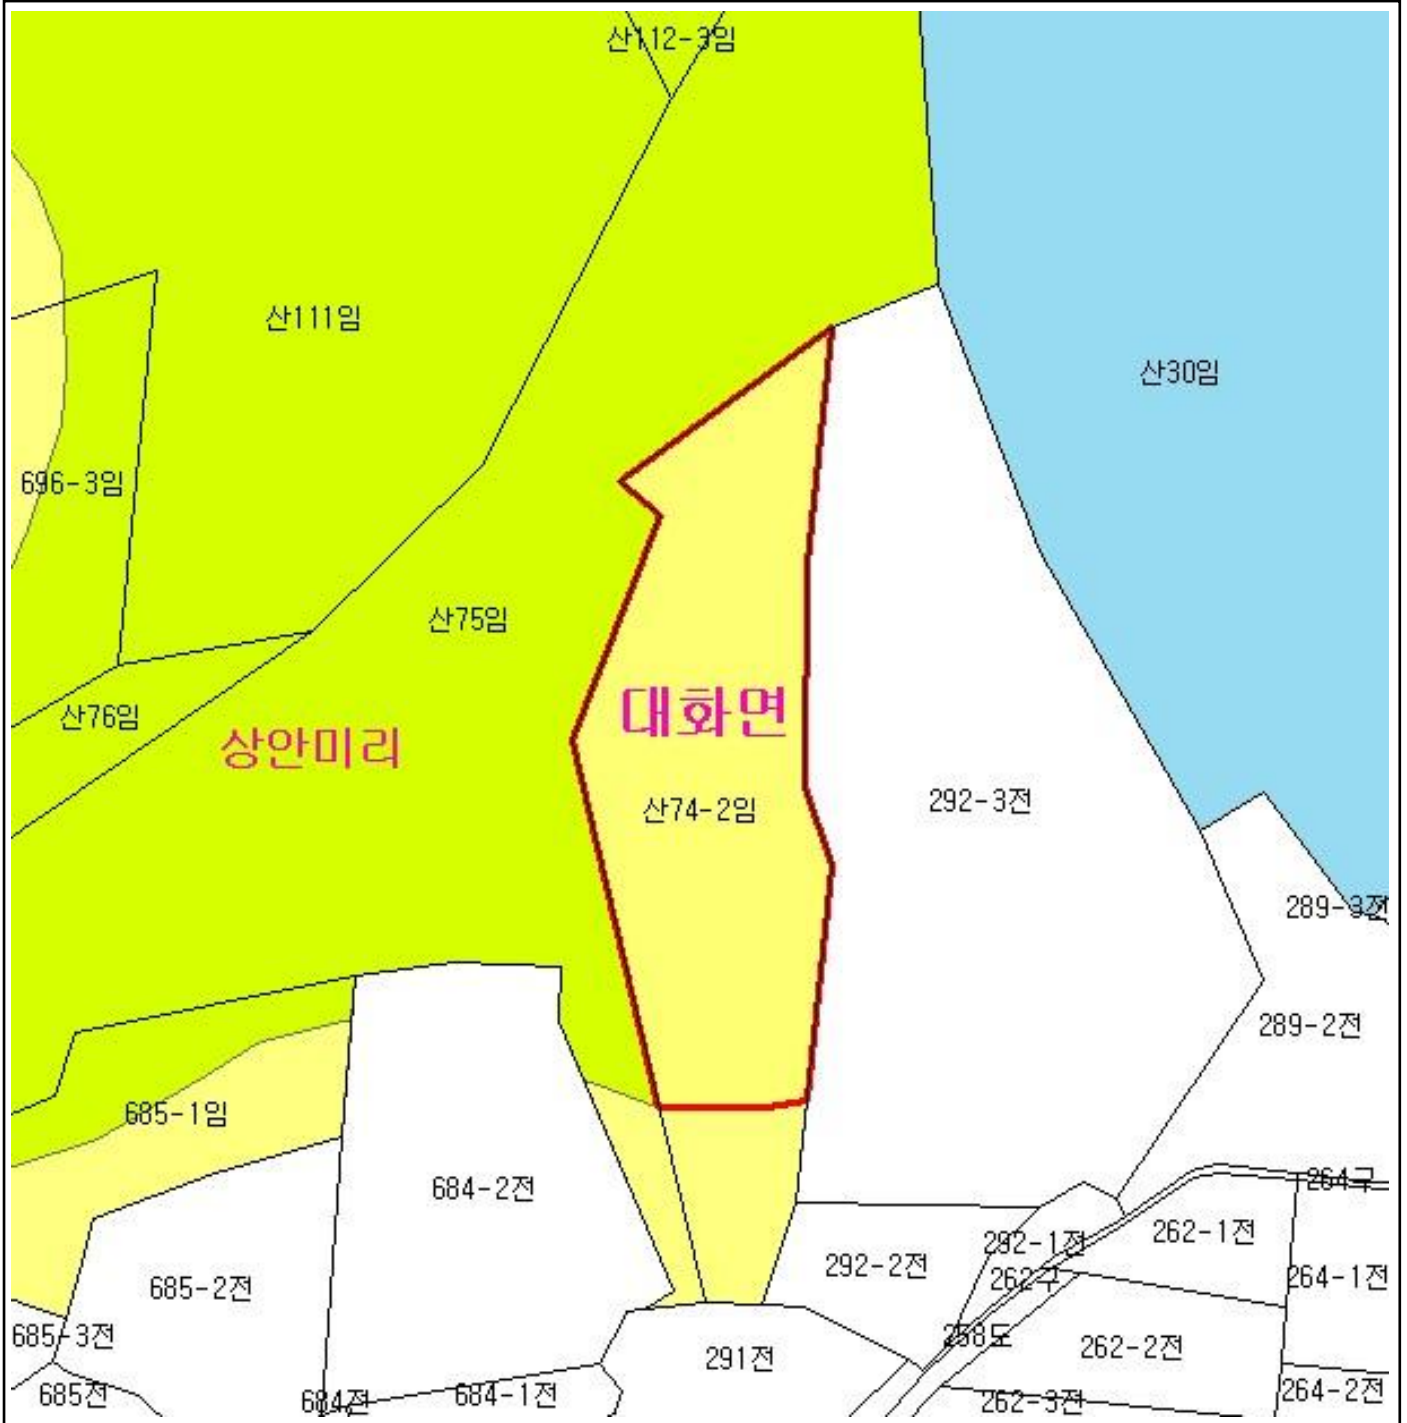 산112-3임
산111임
산30임
696-3임
산75임
산76임
대화면
상안미리
산74-2임
292-3전
289-3전
289-2전
685-1임
684-2전
264구
262-1전
292-1전
292-2전
262구
264-1전
685-2전
685-3전
258도
262-2전
291전
685전
684전
684-1전
262-3전
264-2전